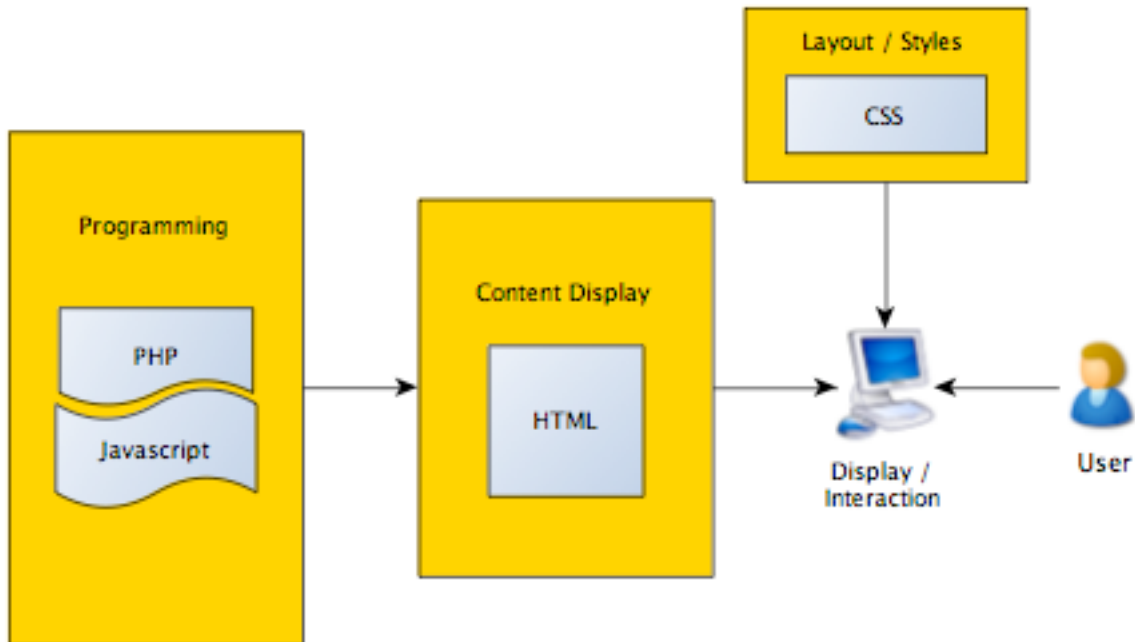 Layout / Styles
CSS
Programming
PHP
Javascript
Content Display
HTML
Display /
Interaction
User